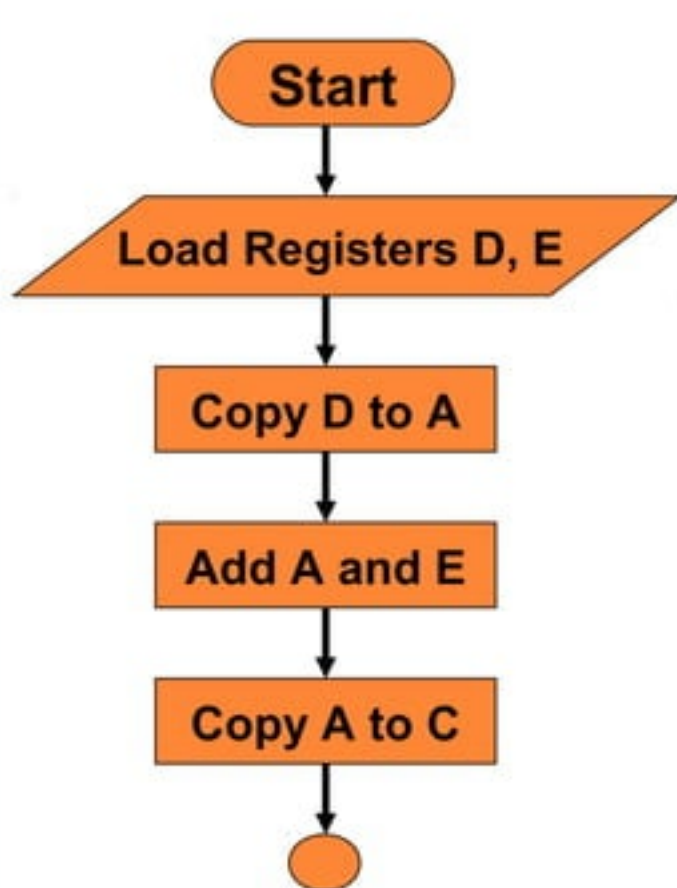 Start
Load Registers D, E
Copy D to A
Add A and E
Copy A to C